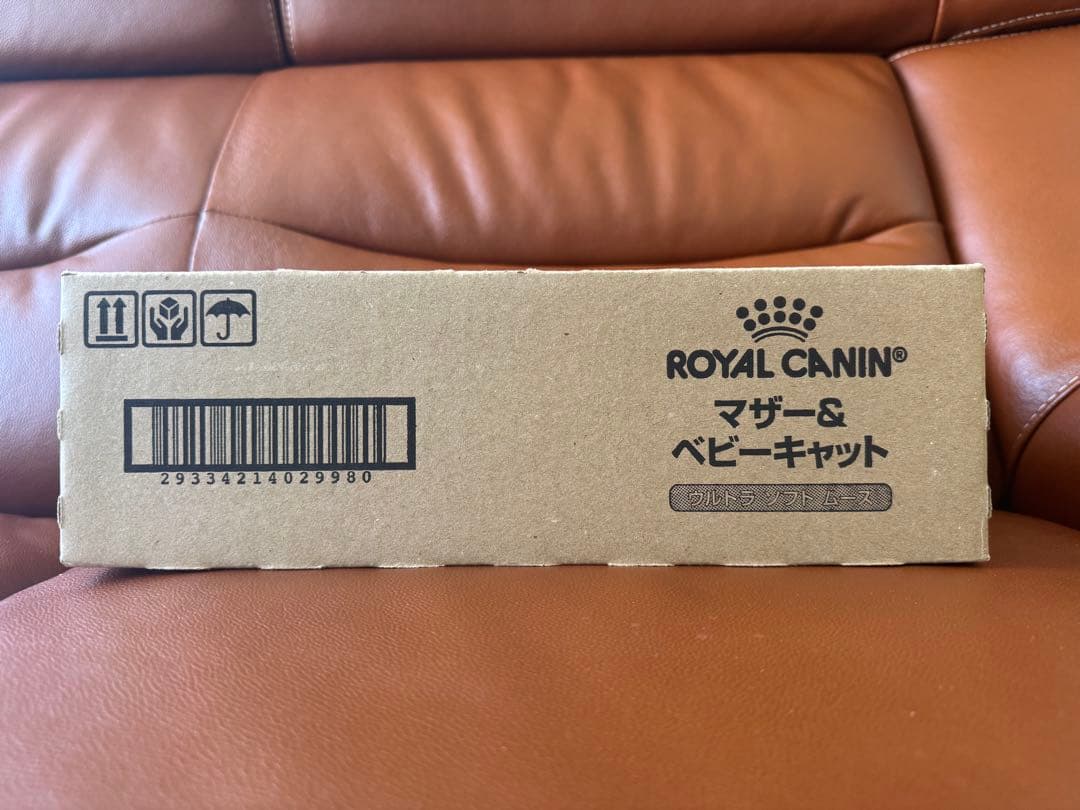 ROYAL CANIN®
マザー&
ベビーキャット
ウルトラ ソフト ムース
29334214029980